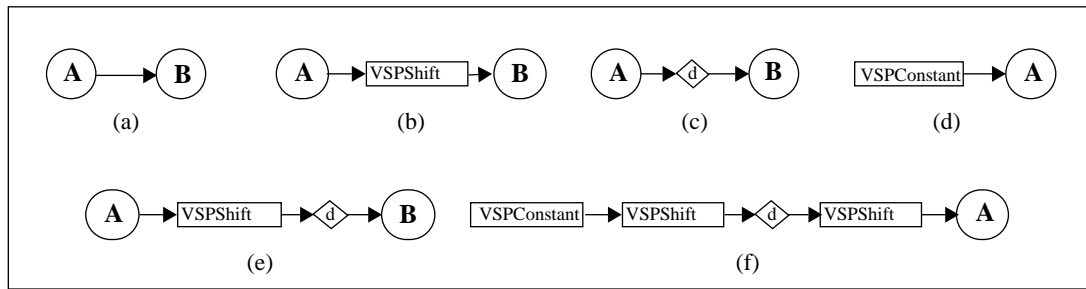 A B A VSPShift B A d B VSPConstant A
(a) (b) (c) (d)
A VSPShift d B VSPConstant VSPShift d VSPShift A
(e) (f)